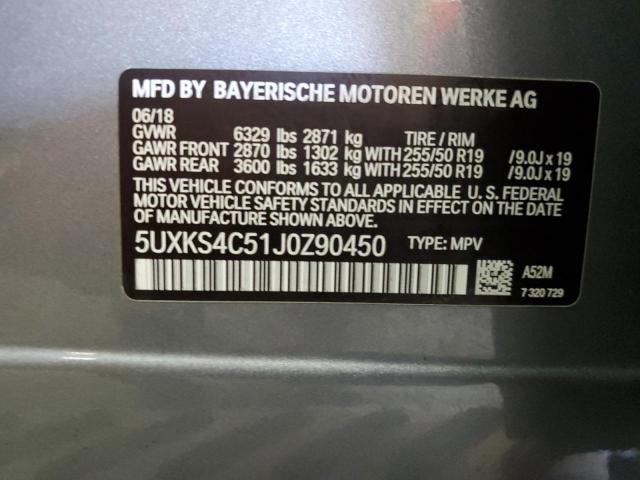 MFD BY BAYERISCHE MOTOREN WERKE AG
06/18
GVWR 6329 lbs 2871 kg TIRE / RIM
GAWR FRONT 2870 lbs 1302 kg WITH 255/50 R19 /9.0J x 19
GAWR REAR 3600 lbs 1633 kg WITH 255/50 R19 /9.0J x 19
THIS VEHICLE CONFORMS TO ALL APPLICABLE U. S. FEDERAL
MOTOR VEHICLE SAFETY STANDARDS IN EFFECT ON THE
DATE OF MANUFACTURE SHOWN ABOVE.
5UXKS4C51J0Z90450 TYPE: MPV
A52M
7 320 729